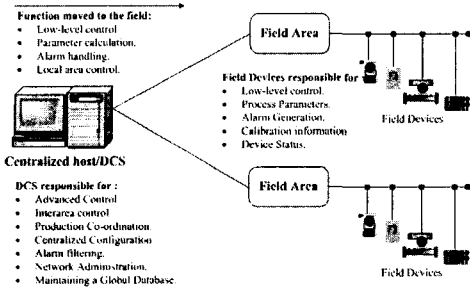 Function moved to the field:
• Low-level control
• Parameter calculation.
• Alarm handling.
• Local area control.
Centralized host/DCS
DCS responsible for :
• Advanced Control
• Interarea control
• Production Co-ordination.
• Centralized Configuration
• Alarm filtering.
• Network Administration.
• Maintaining a Global Database.
Field Area
Field Devices responsible for
• Low-level control.
• Process Parameters.
• Alarm Generation.
• Calibration information
• Device Status.
Field Devices
Field Area
Field Devices